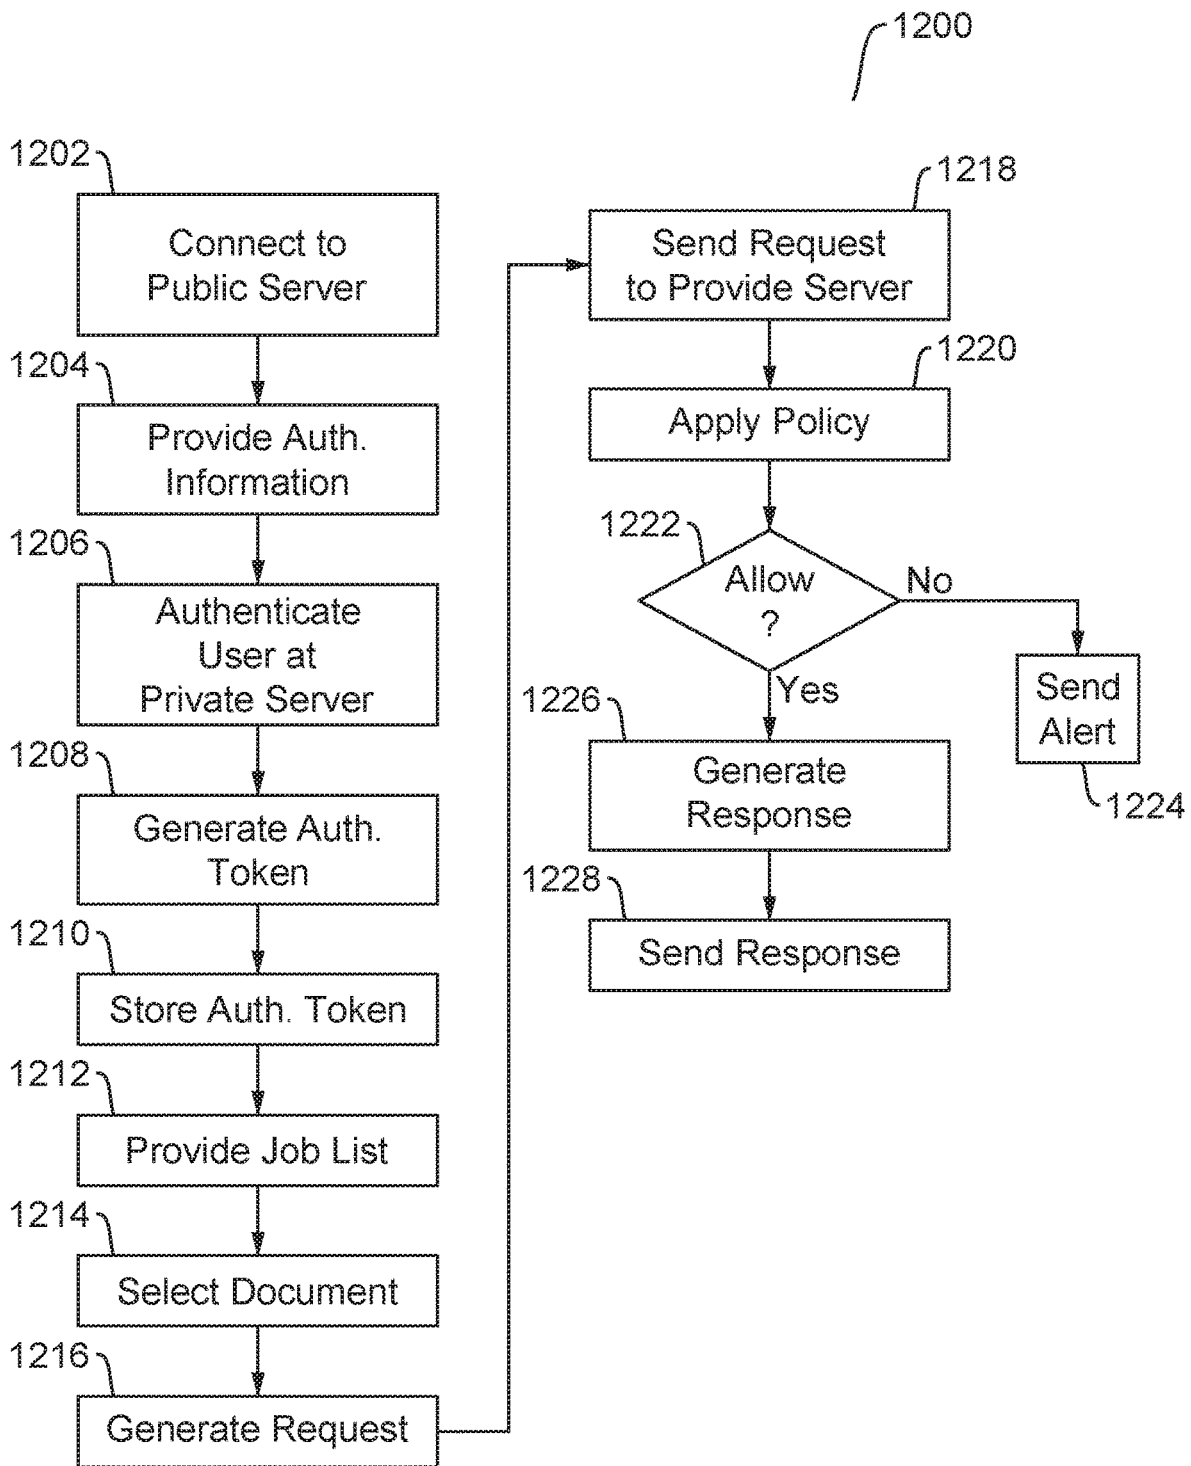 1200
1202
Connect to
Public Server
1204
Provide Auth.
Information
1206
Authenticate
User at
Private Server
1208
Generate Auth.
Token
1210
Store Auth. Token
1212
Provide Job List
1214
Select Document
1216
Generate Request
1218
Send Request
to Provide Server
1220
Apply Policy
1222
Allow
?
No
Yes
Send
Alert
1224
1226
Generate
Response
1228
Send Response